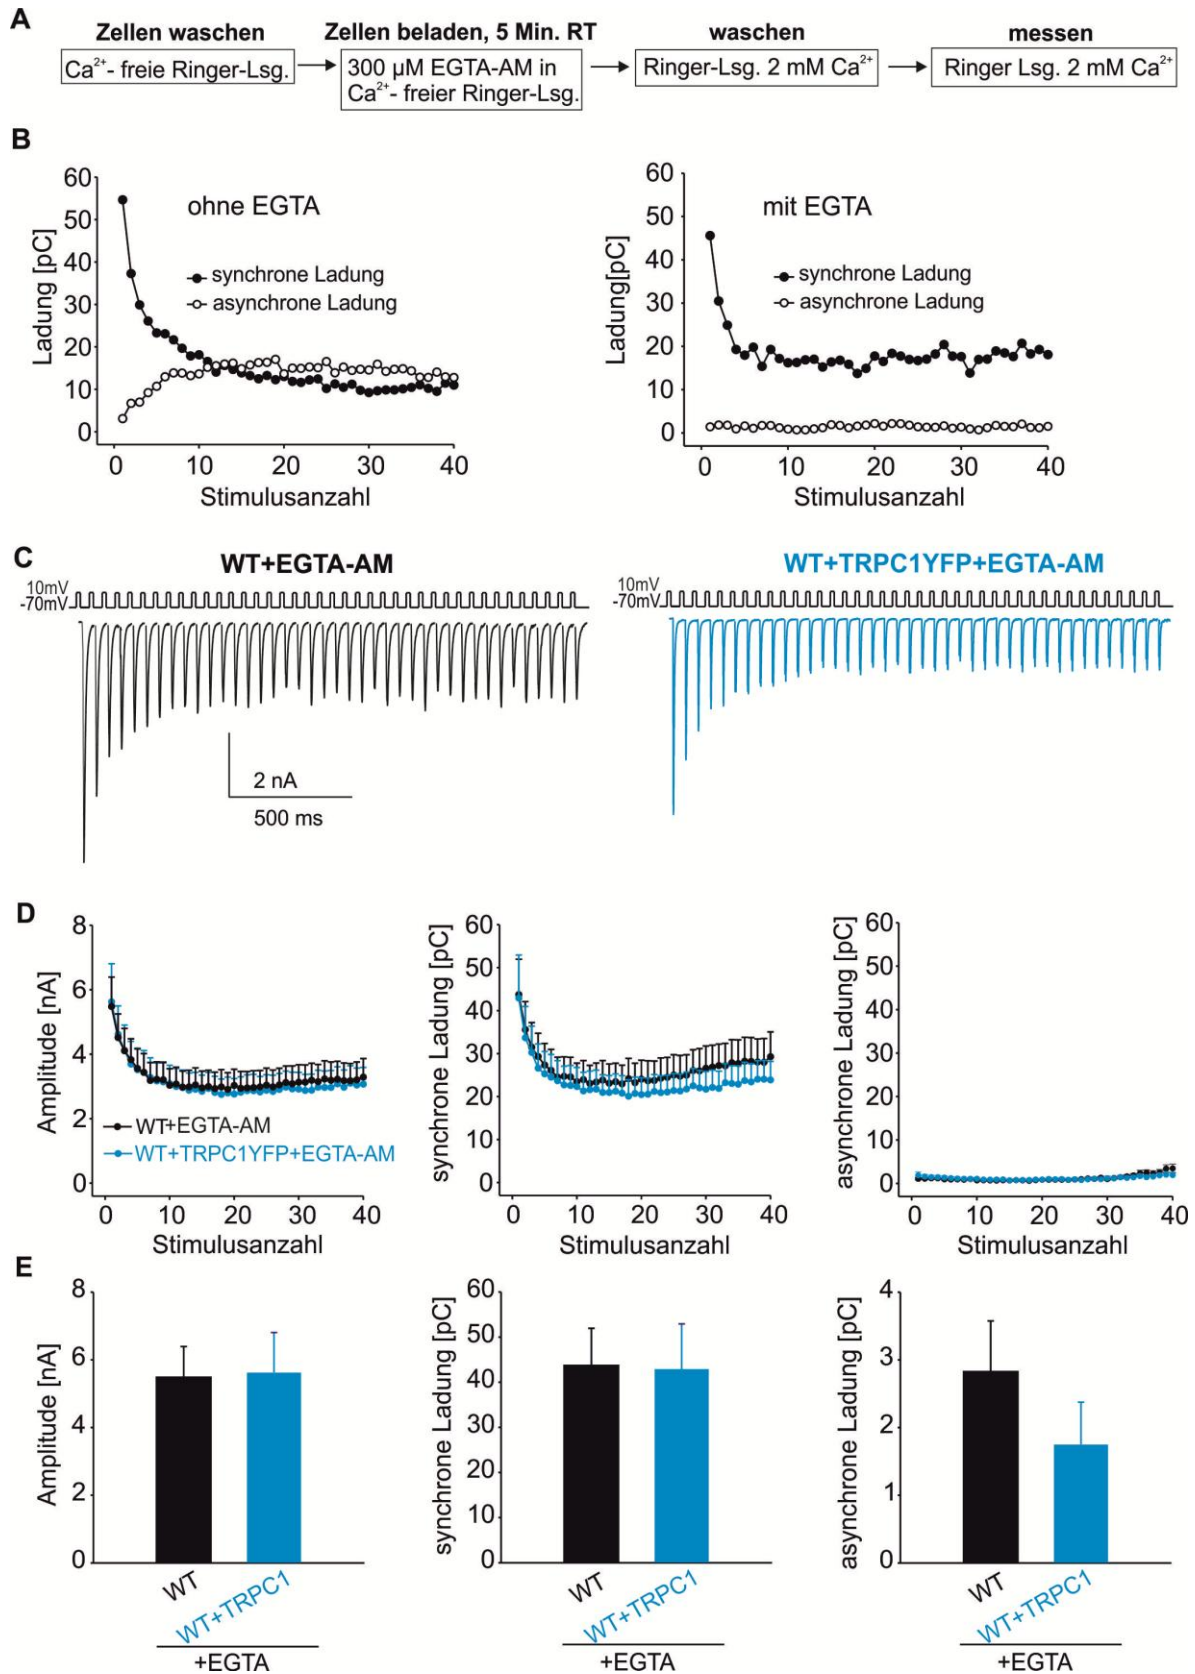 A
Zellen waschen
Zellen beladen, 5 Min. RT
waschen
messen
Ca²⁺- freie Ringer-Lsg.
300 µM EGTA-AM in
Ca²⁺- freier Ringer-Lsg.
Ringer-Lsg. 2 mM Ca²⁺
Ringer Lsg. 2 mM Ca²⁺
B
Ladung [pC]
60
50
40
30
20
10
0
ohne EGTA
synchrone Ladung
asynchrone Ladung
0 10 20 30 40
Stimulusanzahl
Ladung[pC]
60
50
40
30
20
10
0
mit EGTA
synchrone Ladung
asynchrone Ladung
0 10 20 30 40
Stimulusanzahl
C
WT+EGTA-AM
10mV
-70mV
2 nA
500 ms
WT+TRPC1YFP+EGTA-AM
10mV
-70mV
D
Amplitude [nA]
8
6
4
2
0
WT+EGTA-AM
WT+TRPC1YFP+EGTA-AM
0 10 20 30 40
Stimulusanzahl
synchrone Ladung [pC]
60
50
40
30
20
10
0
0 10 20 30 40
Stimulusanzahl
asynchrone Ladung [pC]
60
50
40
30
20
10
0
0 10 20 30 40
Stimulusanzahl
E
Amplitude [nA]
8
6
4
2
0
WT
WT+TRPC1
+EGTA
synchrone Ladung [pC]
60
50
40
30
20
10
0
WT
WT+TRPC1
+EGTA
asynchrone Ladung [pC]
4
3
2
1
0
WT
WT+TRPC1
+EGTA